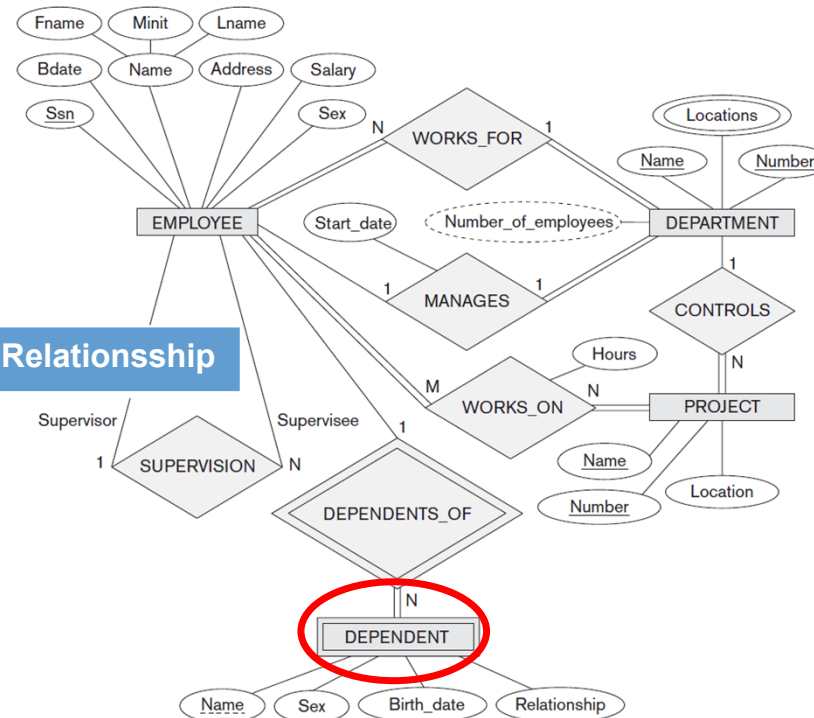 Fname Minit Lname
Bdate Name Address Salary
Ssn Sex
N WORKS_FOR 1
Locations
Name Number
EMPLOYEE Start_date Number_of_employees DEPARTMENT
1 MANAGES 1
1
CONTROLS
N
Relationsship
Hours
M WORKS_ON N PROJECT
Supervisor Supervisee
1 SUPERVISION N
1
Name
Number Location
DEPENDENTS_OF
N
DEPENDENT
Name Sex Birth_date Relationship